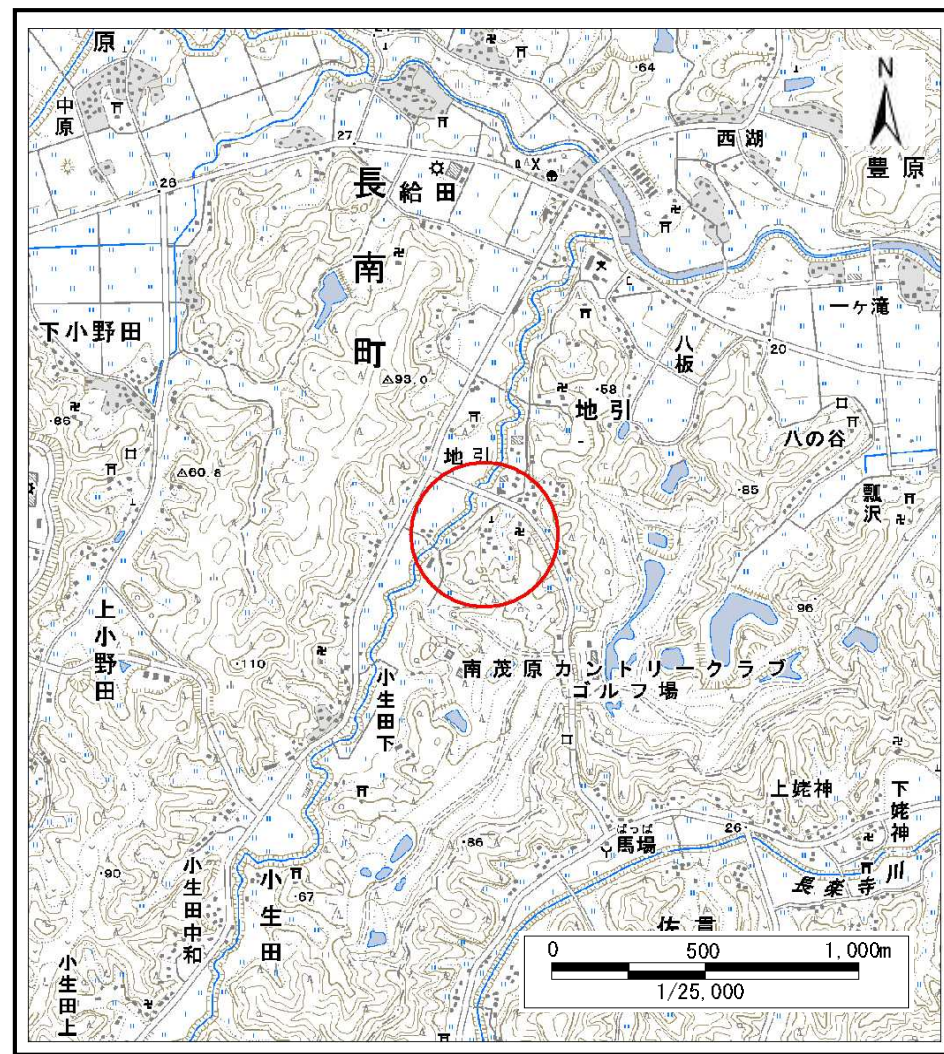 原
中原
27
26
長南町
給田
西湖
豊原
N
64
下小野田
一ヶ滝
八板
20
93.0
58
地引
地引
八の谷
瓢沢
86
60.8
85
上小野田
110
小生田下
96
南茂原カントリークラブ
ゴルフ場
上姥神
下姥神
ばっぱ
馬場
26
86
90
小生田中和
小生田
67
長楽寺川
佐貫
小生田上
0 500 1,000m
1/25,000